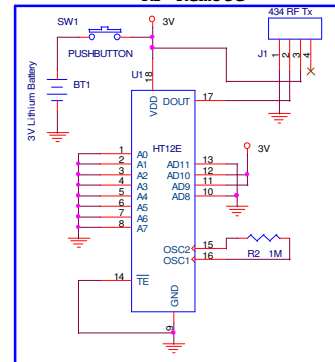 SW1
3V
434 RF Tx
PUSHBUTTON
J1
1
2
3
4
3V Lithium Battery
BT1
U1
18
VDD
DOUT
17
HT12E
1 A0
2 A1
3 A2
4 A3
5 A4
6 A5
7 A6
8 A7
AD11 13
AD10 12
AD9 11
AD8 10
3V
OSC2 15
OSC1 16
R2 1M
14 TE
GND
9